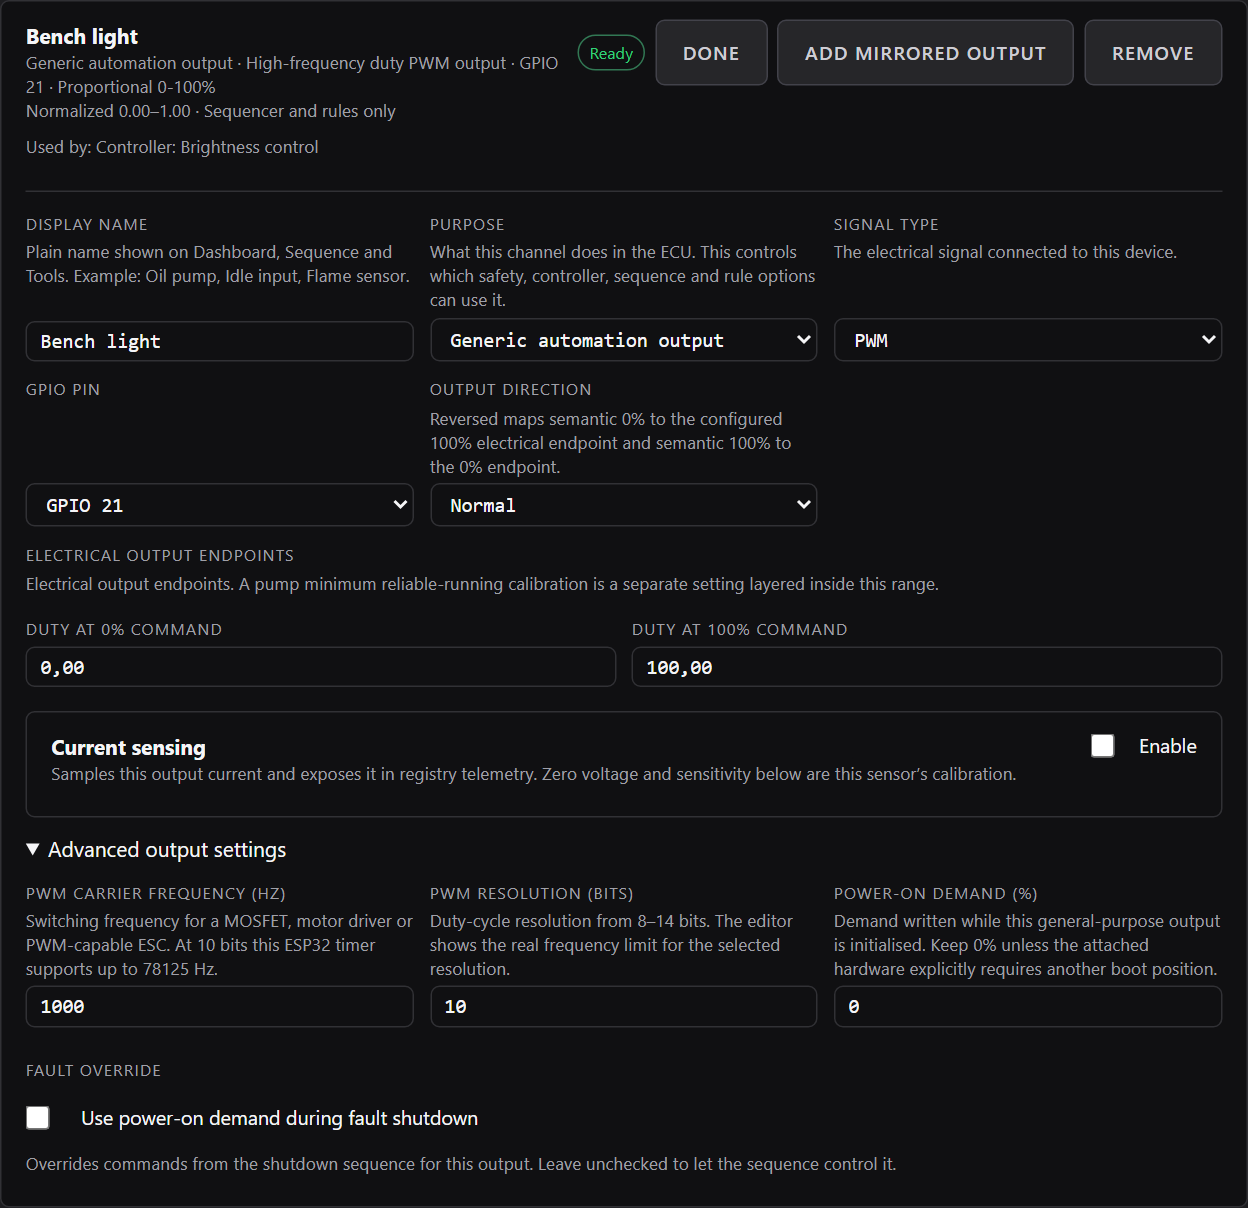 Bench light
Generic automation output · High-frequency duty PWM output · GPIO
21 · Proportional 0-100%
Normalized 0.00–1.00 · Sequencer and rules only
Used by: Controller: Brightness control
Ready
DONE
ADD MIRRORED OUTPUT
REMOVE
DISPLAY NAME
Plain name shown on Dashboard, Sequence and
Tools. Example: Oil pump, Idle input, Flame sensor.
Bench light
PURPOSE
What this channel does in the ECU. This controls
which safety, controller, sequence and rule options
can use it.
Generic automation output
SIGNAL TYPE
The electrical signal connected to this device.
PWM
GPIO PIN
GPIO 21
OUTPUT DIRECTION
Reversed maps semantic 0% to the configured
100% electrical endpoint and semantic 100% to
the 0% endpoint.
Normal
ELECTRICAL OUTPUT ENDPOINTS
Electrical output endpoints. A pump minimum reliable-running calibration is a separate setting layered inside this range.
DUTY AT 0% COMMAND
0,00
DUTY AT 100% COMMAND
100,00
Current sensing
Samples this output current and exposes it in registry telemetry. Zero voltage and sensitivity below are this sensor’s calibration.
Enable
Advanced output settings
PWM CARRIER FREQUENCY (HZ)
Switching frequency for a MOSFET, motor driver or
PWM-capable ESC. At 10 bits this ESP32 timer
supports up to 78125 Hz.
1000
PWM RESOLUTION (BITS)
Duty-cycle resolution from 8–14 bits. The editor
shows the real frequency limit for the selected
resolution.
10
POWER-ON DEMAND (%)
Demand written while this general-purpose output
is initialised. Keep 0% unless the attached
hardware explicitly requires another boot position.
0
FAULT OVERRIDE
Use power-on demand during fault shutdown
Overrides commands from the shutdown sequence for this output. Leave unchecked to let the sequence control it.